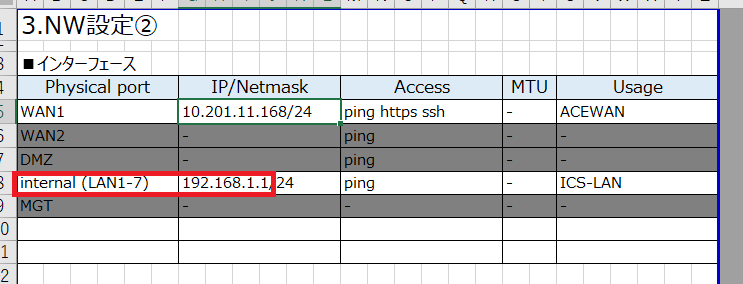 3.NW設定②
■インターフェース
Physical port IP/Netmask Access MTU Usage
WAN1 10.201.11.168/24 ping https ssh - ACEWAN
WAN2 - ping - -
DMZ - ping - -
internal (LAN1-7) 192.168.1.1/24 ping - ICS-LAN
MGT - - - -